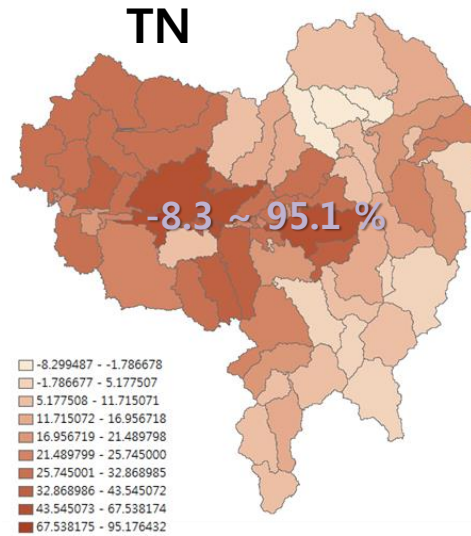 TN
-8.3 ~ 95.1 %
-8.299487 - -1.786678
-1.786677 - 5.177507
5.177508 - 11.715071
11.715072 - 16.956718
16.956719 - 21.489798
21.489799 - 25.745000
25.745001 - 32.868985
32.868986 - 43.545072
43.545073 - 67.538174
67.538175 - 95.176432